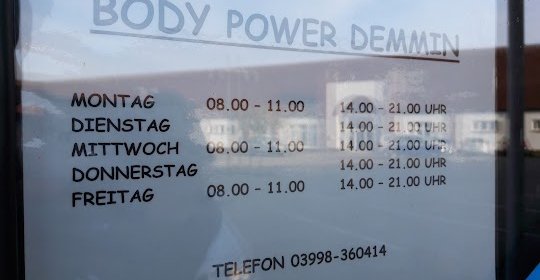 BODY POWER DEMMIN
MONTAG 08.00 - 11.00 14.00 - 21.00 UHR
DIENSTAG 14.00 - 21.00 UHR
MITTWOCH 08.00 - 11.00 14.00 - 21.00 UHR
DONNERSTAG 14.00 - 21.00 UHR
FREITAG 08.00 - 11.00 14.00 - 21.00 UHR
TELEFON 03998-360414